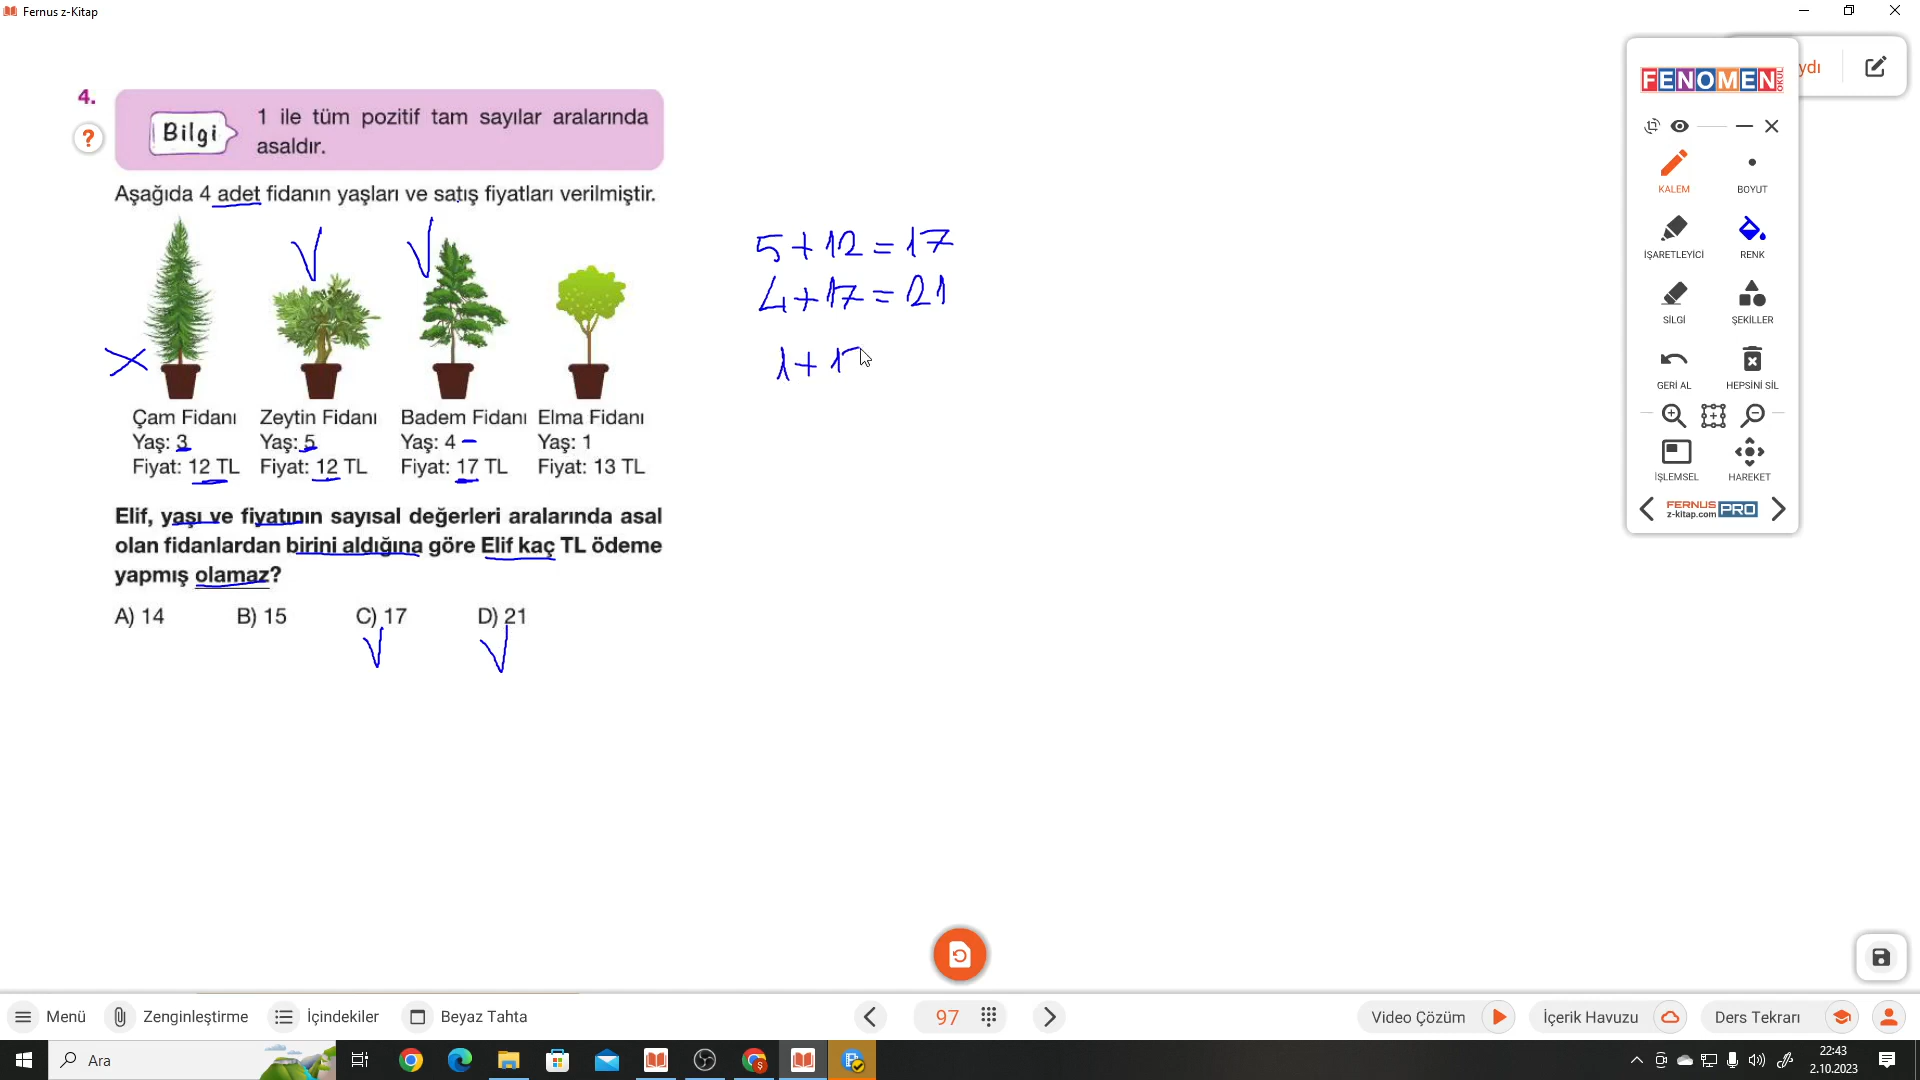 Fernus z-Kitap
4.
?
Bilgi
1 ile tüm pozitif tam sayılar aralarında
asaldır.
Aşağıda 4 adet fidanın yaşları ve satış fiyatları verilmiştir.
Çam Fidanı
Yaş: 3
Fiyat: 12 TL
Zeytin Fidanı
Yaş: 5
Fiyat: 12 TL
Badem Fidanı
Yaş: 4
Fiyat: 17 TL
Elma Fidanı
Yaş: 1
Fiyat: 13 TL
Elif, yaşı ve fiyatının sayısal değerleri aralarında asal
olan fidanlardan birini aldığına göre Elif kaç TL ödeme
yapmış olamaz?
A) 14 B) 15 C) 17 D) 21
5+12=17
4+17=21
1+1
FENOMEN OKUL
ydı
KALEM BOYUT
İŞARETLEYİCİ RENK
SİLGİ ŞEKİLLER
GERİ AL HEPSİNİ SİL
İŞLEMSEL HAREKET
FERNUS z-kitap.com PRO
Menü Zenginleştirme İçindekiler Beyaz Tahta 97 Video Çözüm İçerik Havuzu Ders Tekrarı
Ara
22:43
2.10.2023